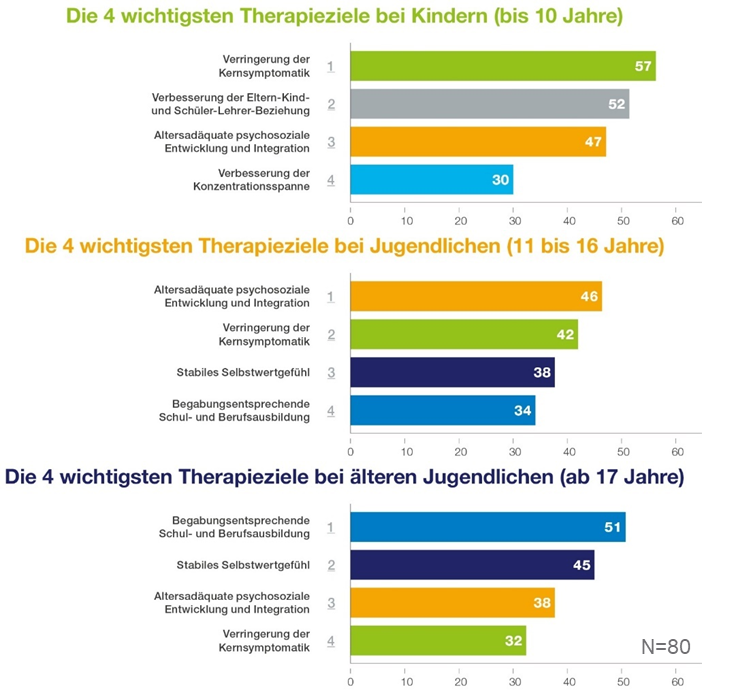 Die 4 wichtigsten Therapieziele bei Kindern (bis 10 Jahre)
Verringerung der
Kernsymptomatik
1
57
Verbesserung der Eltern-Kind-
und Schüler-Lehrer-Beziehung
2
52
Altersadäquate psychosoziale
Entwicklung und Integration
3
47
Verbesserung der
Konzentrationsspanne
4
30
0 10 20 30 40 50 60
Die 4 wichtigsten Therapieziele bei Jugendlichen (11 bis 16 Jahre)
Altersadäquate psychosoziale
Entwicklung und Integration
1
46
Verringerung der
Kernsymptomatik
2
42
Stabiles Selbstwertgefühl
3
38
Begabungsentsprechende
Schul- und Berufsausbildung
4
34
0 10 20 30 40 50 60
Die 4 wichtigsten Therapieziele bei älteren Jugendlichen (ab 17 Jahre)
Begabungsentsprechende
Schul- und Berufsausbildung
1
51
Stabiles Selbstwertgefühl
2
45
Altersadäquate psychosoziale
Entwicklung und Integration
3
38
Verringerung der
Kernsymptomatik
4
32
N=80
0 10 20 30 40 50 60